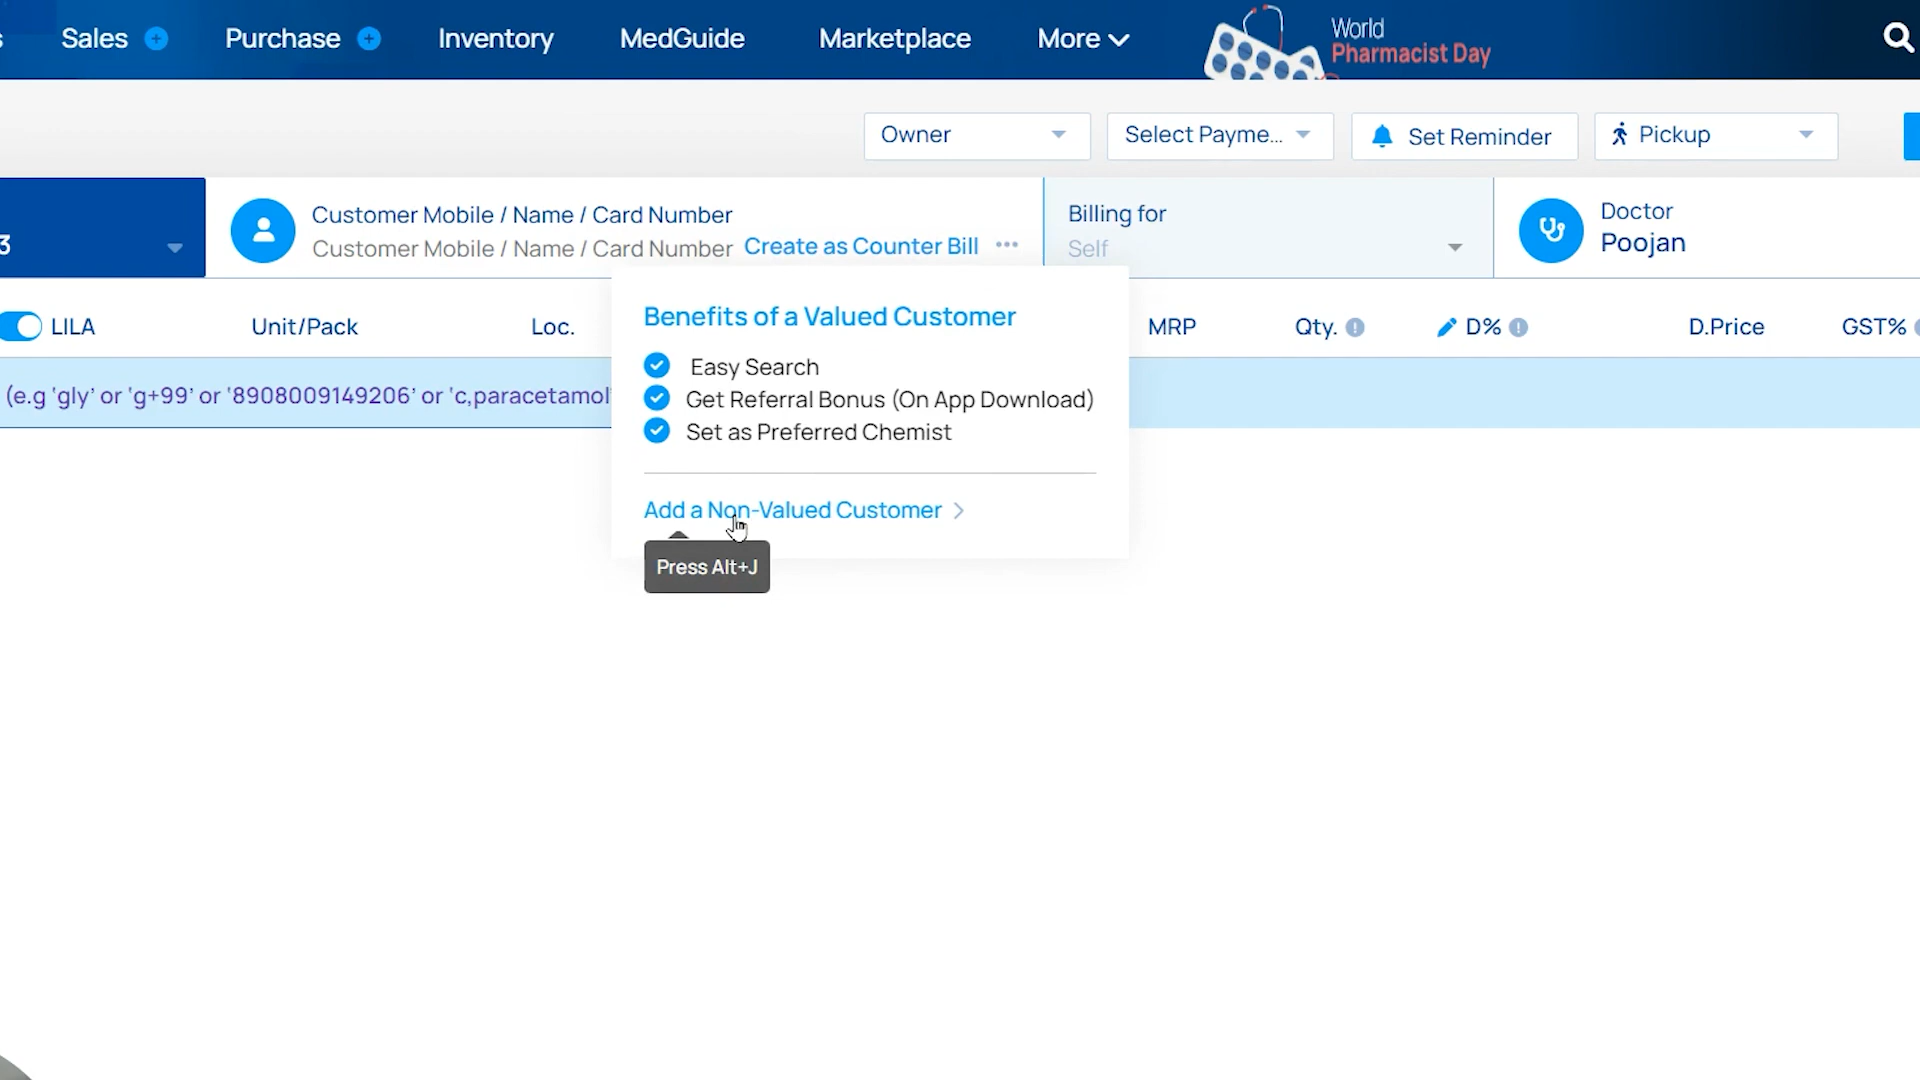 Sales
Purchase
Inventory
MedGuide
Marketplace
More
World
Pharmacist Day
Owner
Select Payme...
Set Reminder
Pickup
3
Customer Mobile / Name / Card Number
Customer Mobile / Name / Card Number
Create as Counter Bill
Billing for
Self
Doctor
Poojan
LILA
Unit/Pack
Loc.
MRP
Qty.
D%
D.Price
GST%
(e.g 'gly' or 'g+99' or '8908009149206' or 'c,paracetamol
Benefits of a Valued Customer
Easy Search
Get Referral Bonus (On App Download)
Set as Preferred Chemist
Add a Non-Valued Customer
Press Alt+J